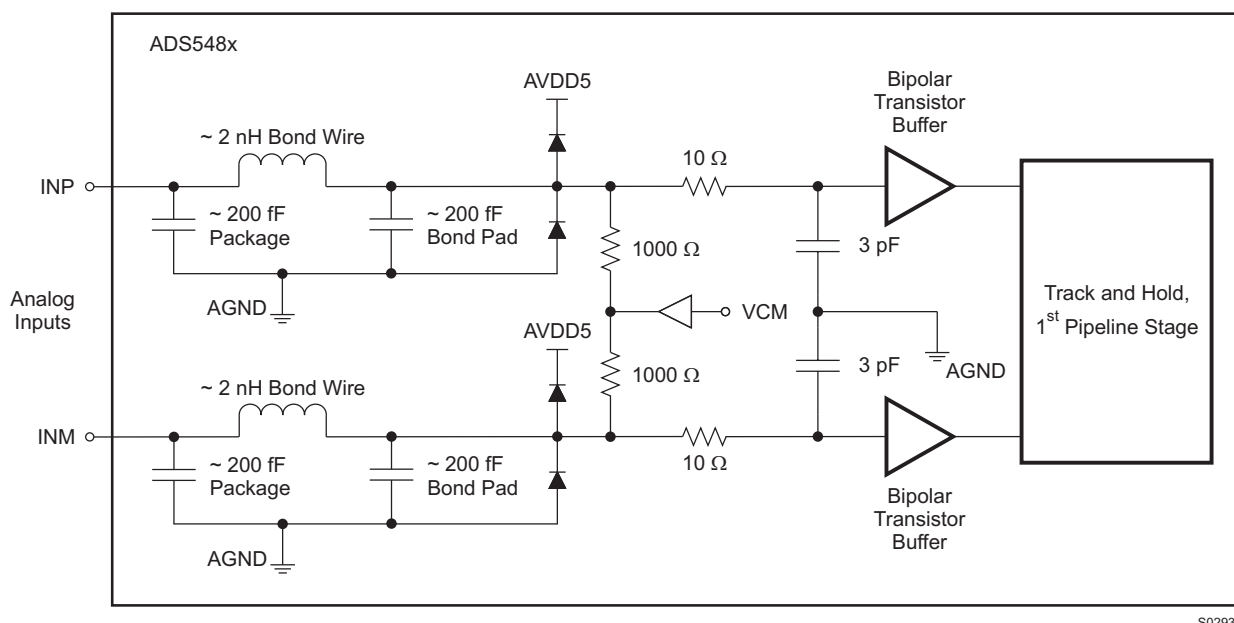 ADS548x
AVDD5
Bipolar
Transistor
Buffer
~ 2 nH Bond Wire
10 Ω
INP
~ 200 fF
Package
~ 200 fF
Bond Pad
1000 Ω
3 pF
AGND
Analog
Inputs
VCM
Track and Hold,
1st Pipeline Stage
AVDD5
1000 Ω
3 pF
AGND
~ 2 nH Bond Wire
INM
10 Ω
~ 200 fF
Package
~ 200 fF
Bond Pad
Bipolar
Transistor
Buffer
AGND